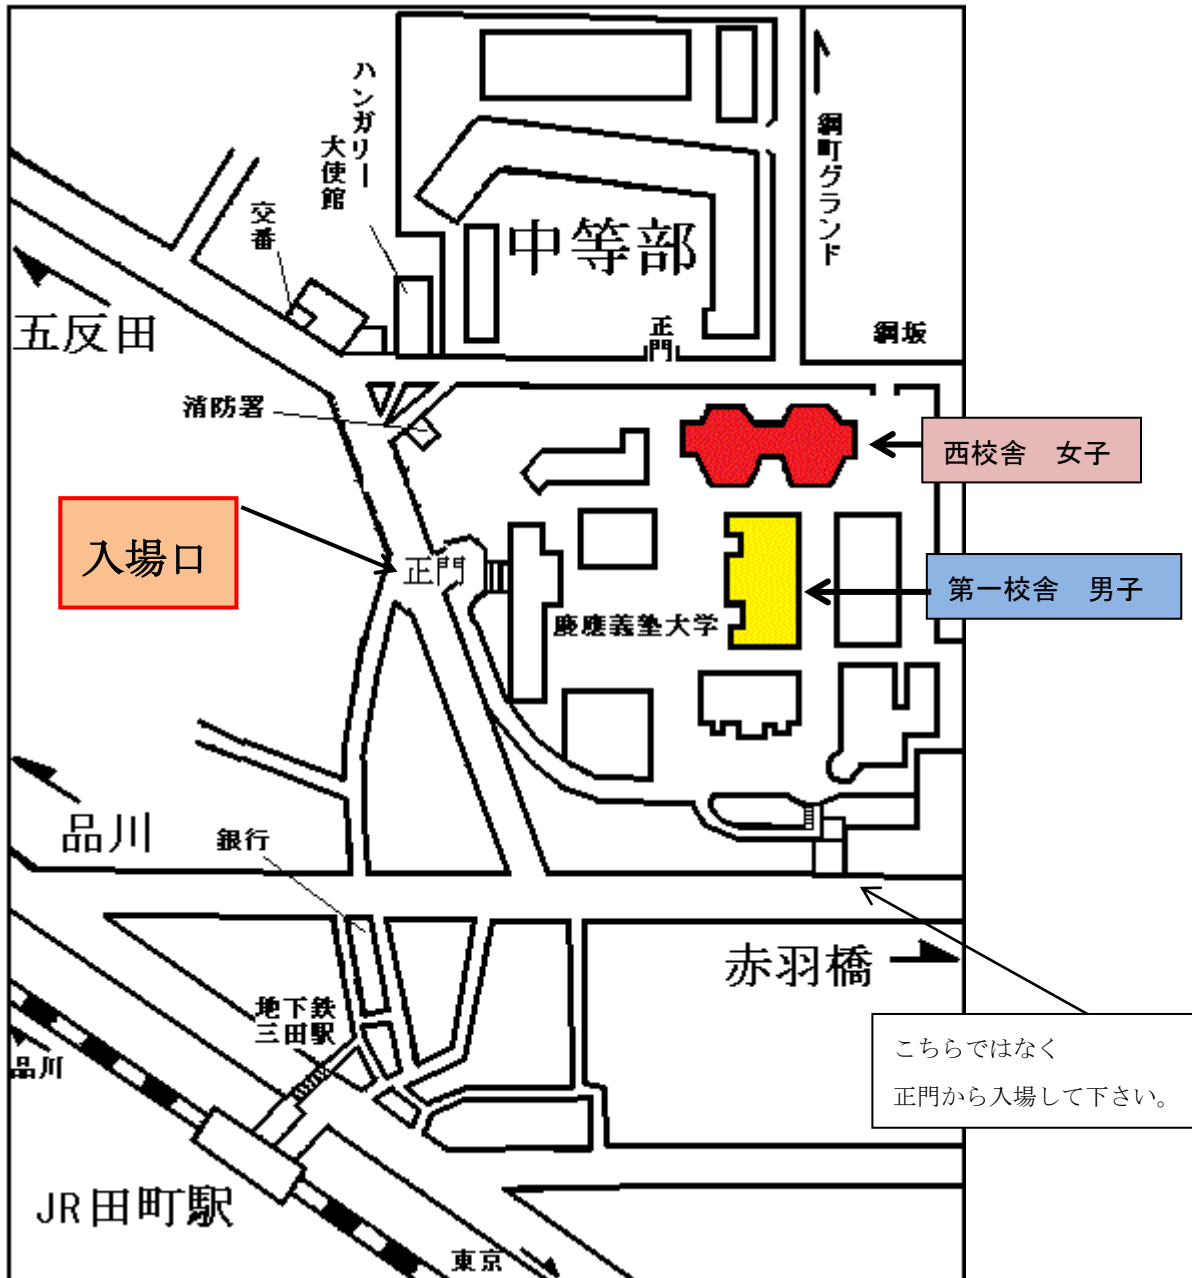 ハンガリー
大使館
交番
綱町グランド
中等部
正門
綱坂
五反田
消防署
西校舎　女子
入場口
正門
第一校舎　男子
慶應義塾大学
品川
銀行
赤羽橋
地下鉄
三田駅
こちらではなく
正門から入場して下さい。
品川
JR田町駅
東京